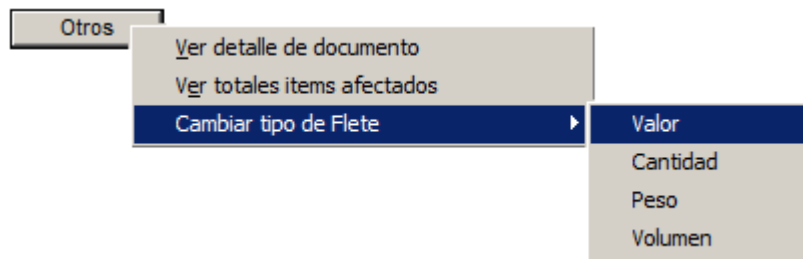 Otros
Ver detalle de documento
Ver totales items afectados
Cambiar tipo de Flete
Valor
Cantidad
Peso
Volumen